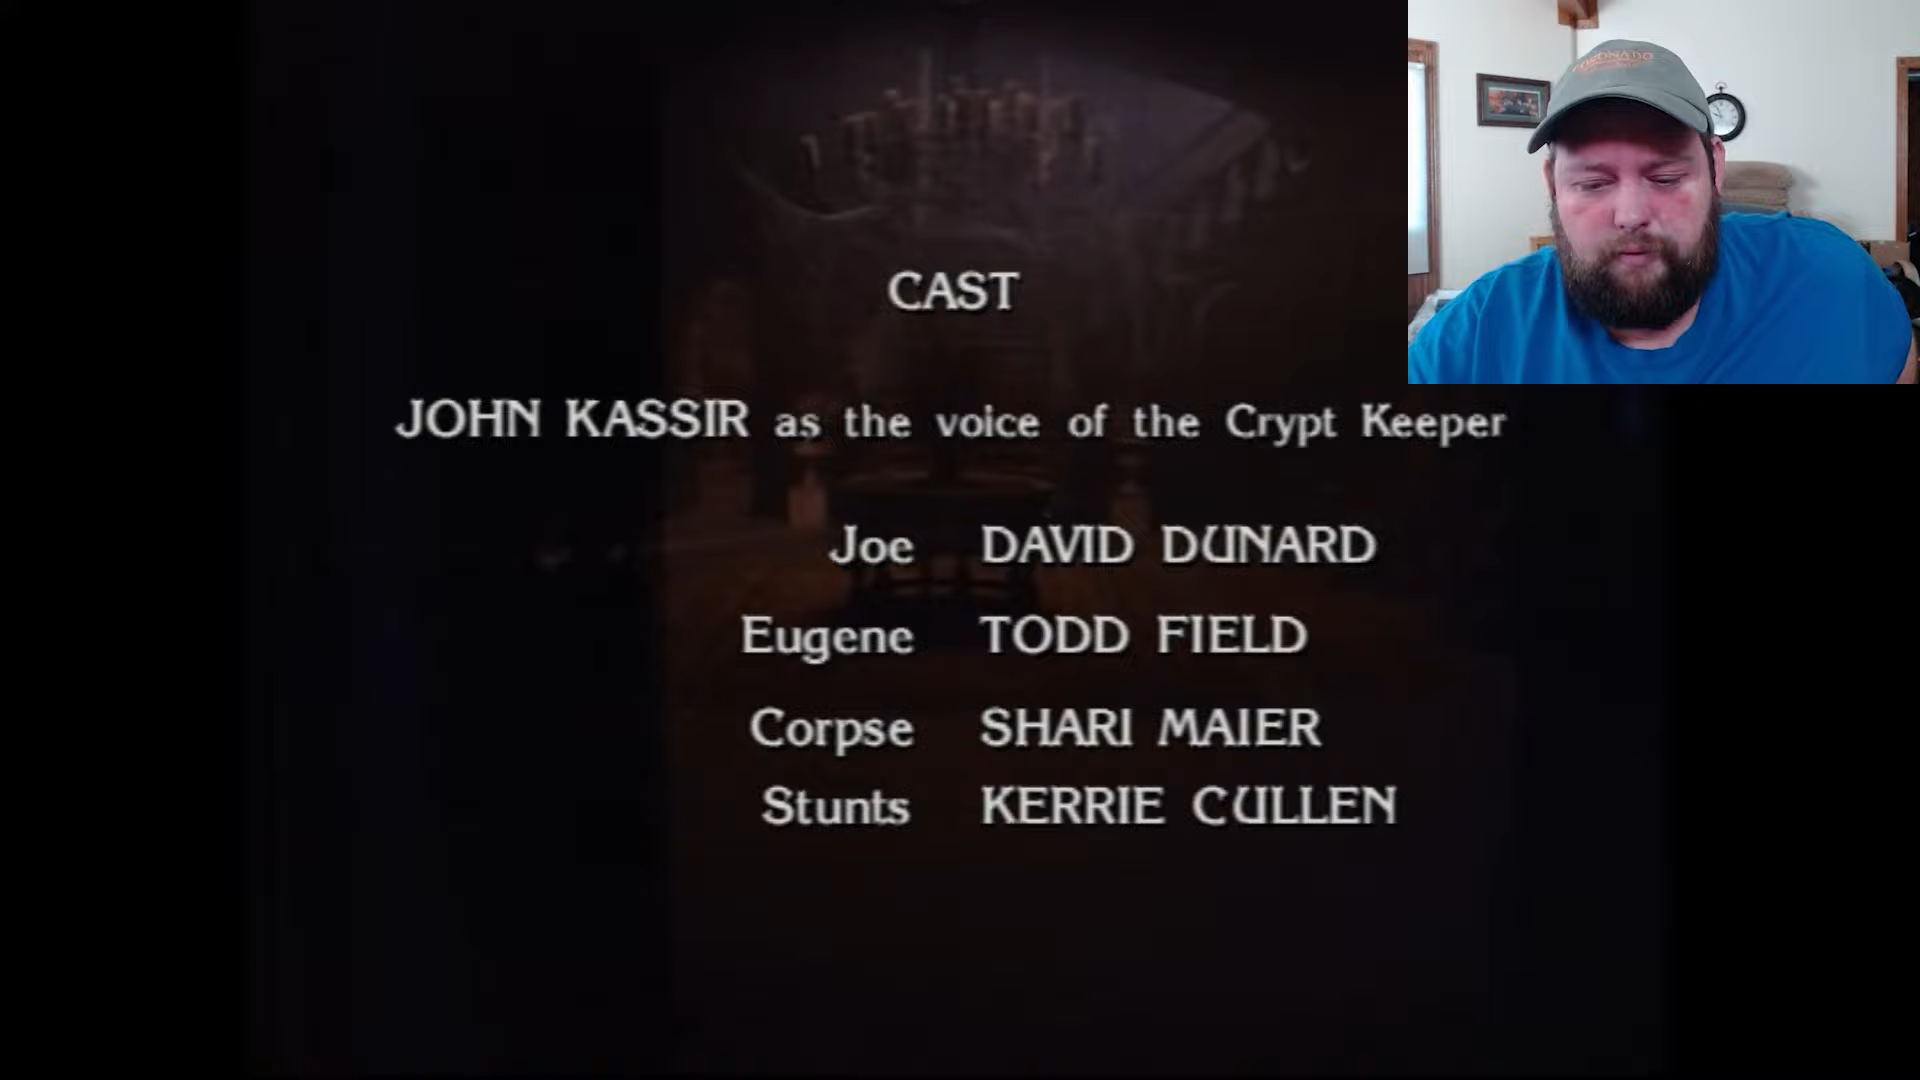 CORONADO
CAST
JOHN KASSIR as the voice of the Crypt Keeper
Joe DAVID DUNARD
Eugene TODD FIELD
Corpse SHARI MAIER
Stunts KERRIE CULLEN